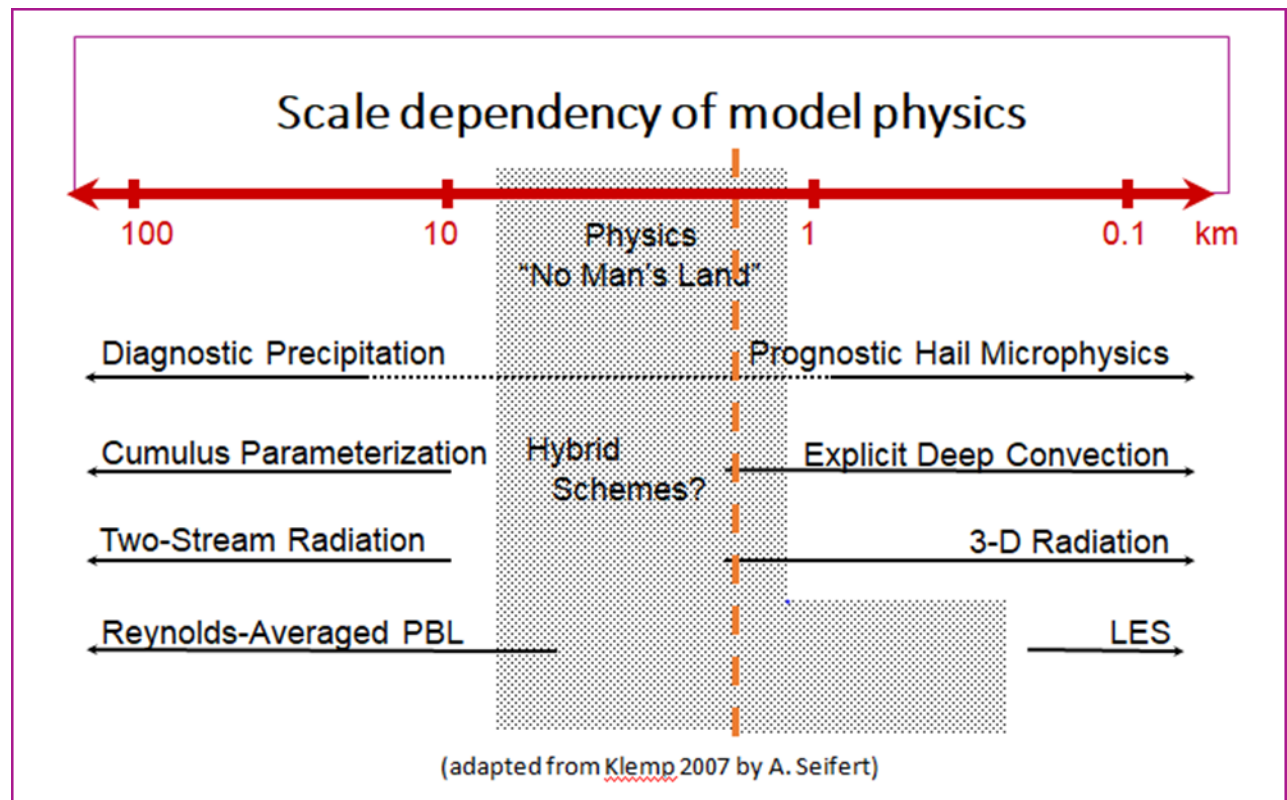 Scale dependency of model physics
100 10 1 0.1 km
Physics
“No Man’s Land”
Diagnostic Precipitation Prognostic Hail Microphysics
Cumulus Parameterization Hybrid Explicit Deep Convection
Schemes?
Two-Stream Radiation 3-D Radiation
Reynolds-Averaged PBL LES
(adapted from Klemp 2007 by A. Seifert)